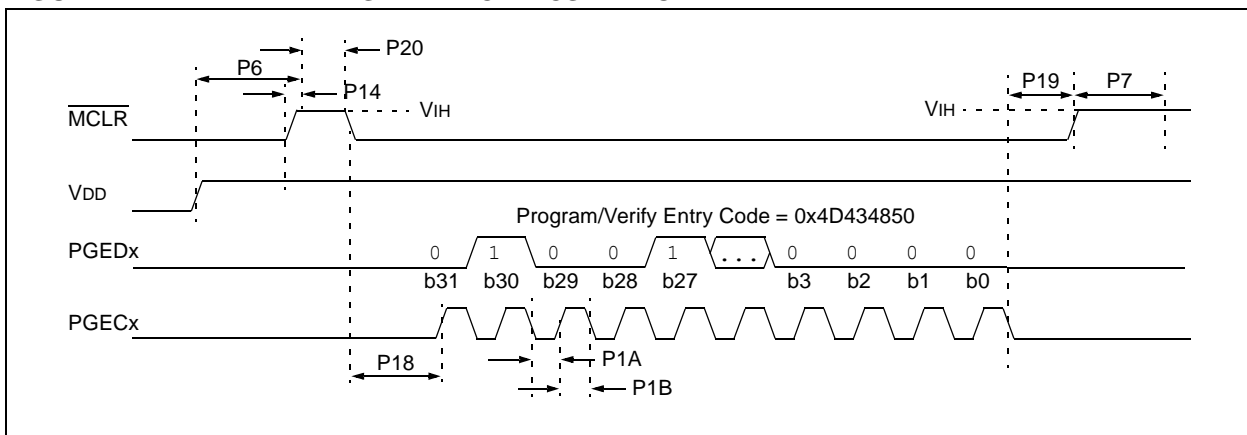 P20
P6
P19
P7
P14
MCLR
VIH
VIH
VDD
Program/Verify Entry Code = 0x4D434850
PGEDx
0 1 0 0 1 ... 0 0 0 0
b31 b30 b29 b28 b27 b3 b2 b1 b0
PGECx
P18
P1A
P1B